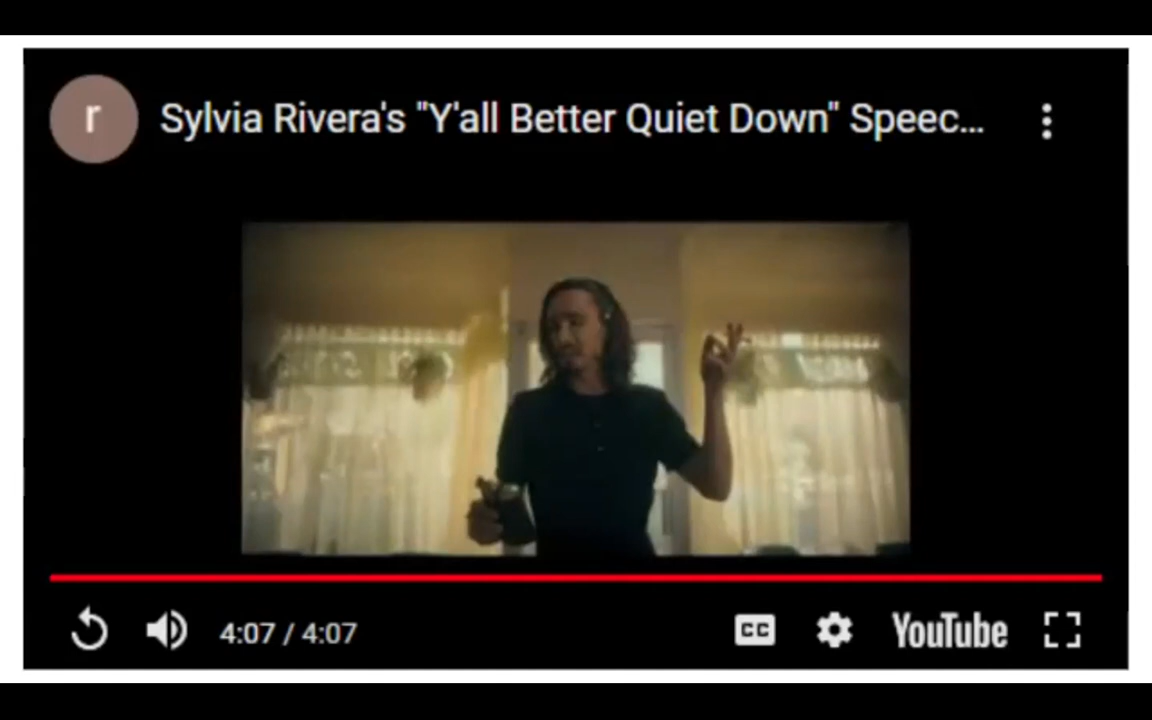 r
Sylvia Rivera's "Y'all Better Quiet Down" Speec...
4:07 / 4:07
CC
YouTube